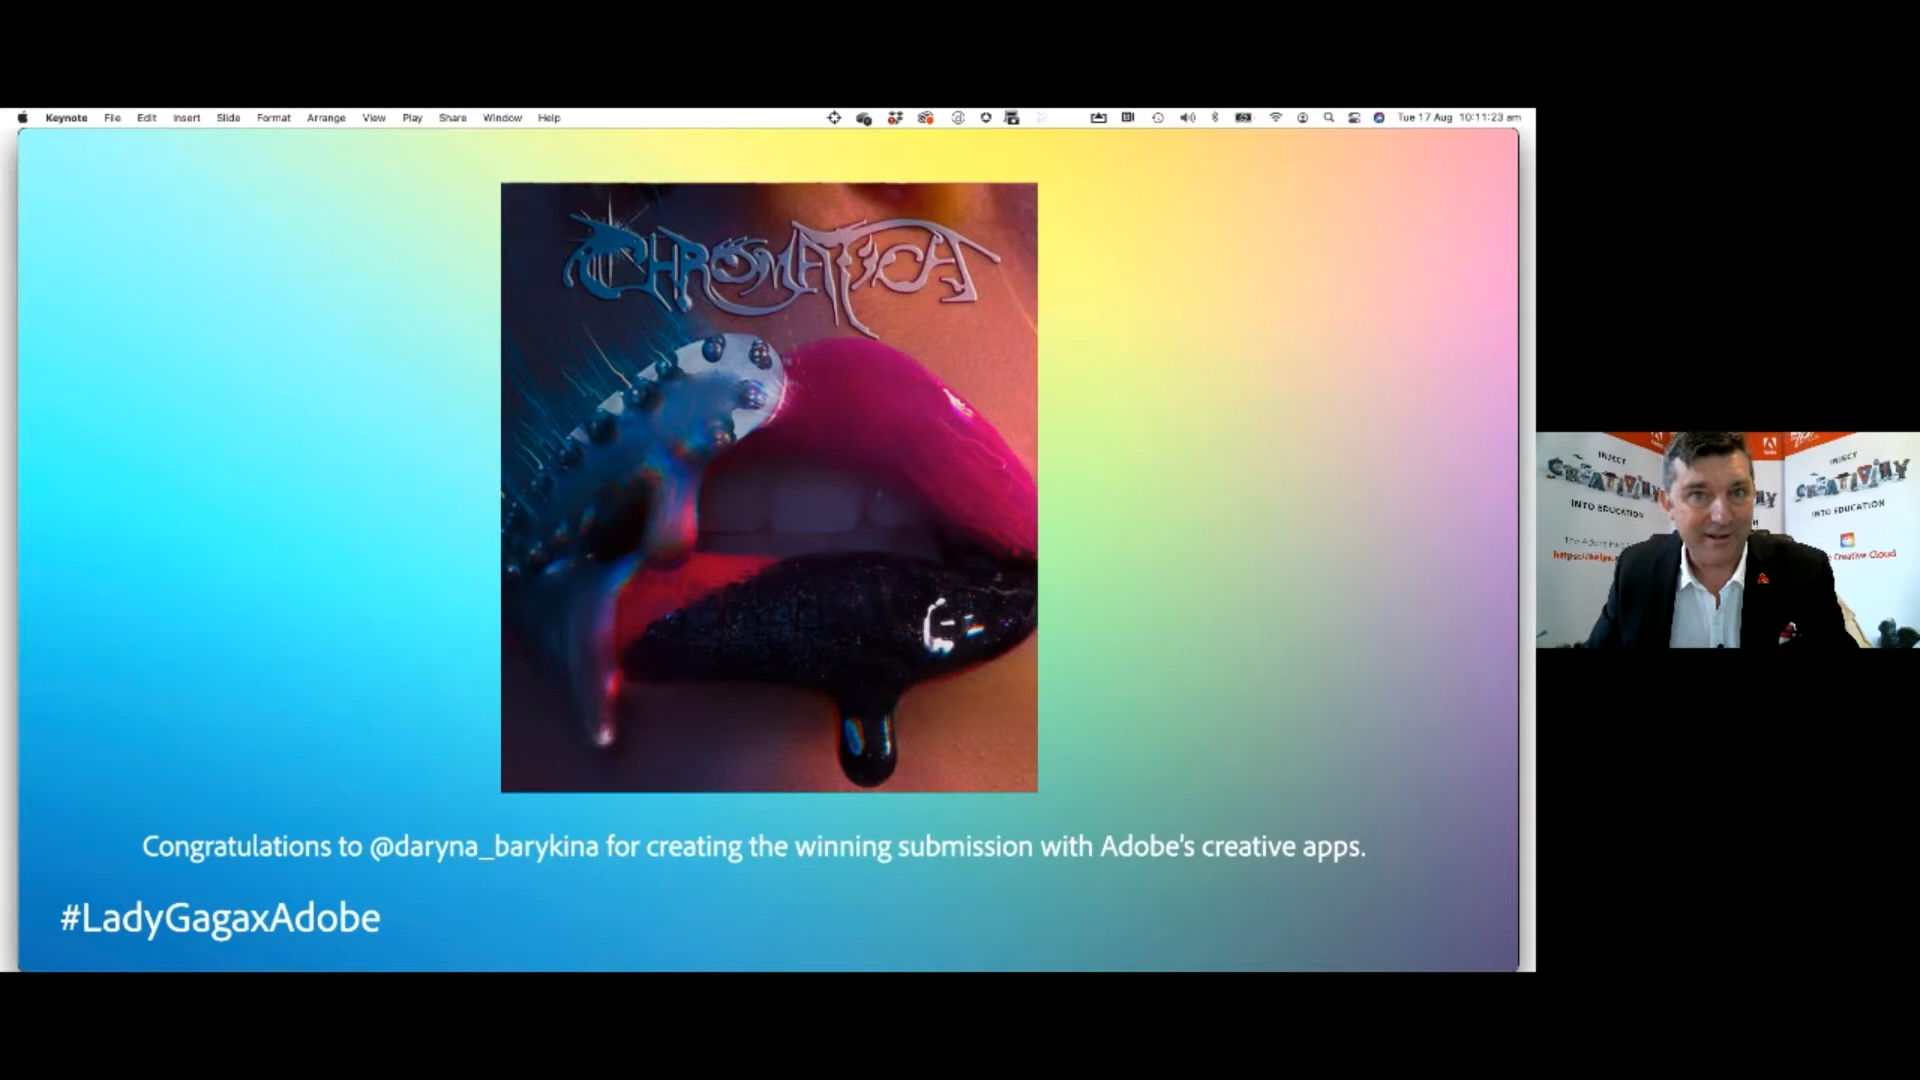 Keynote File Edit Insert Slide Format Arrange View Play Share Window Help
Tue 17 Aug 10:11:23 am
CHROMATICA
Congratulations to @daryna_barykina for creating the winning submission with Adobe's creative apps.
#LadyGagaxAdobe
INJECT
CREATIVITY
INTO EDUCATION
INJECT
CREATIVITY
INTO EDUCATION
Creative Cloud